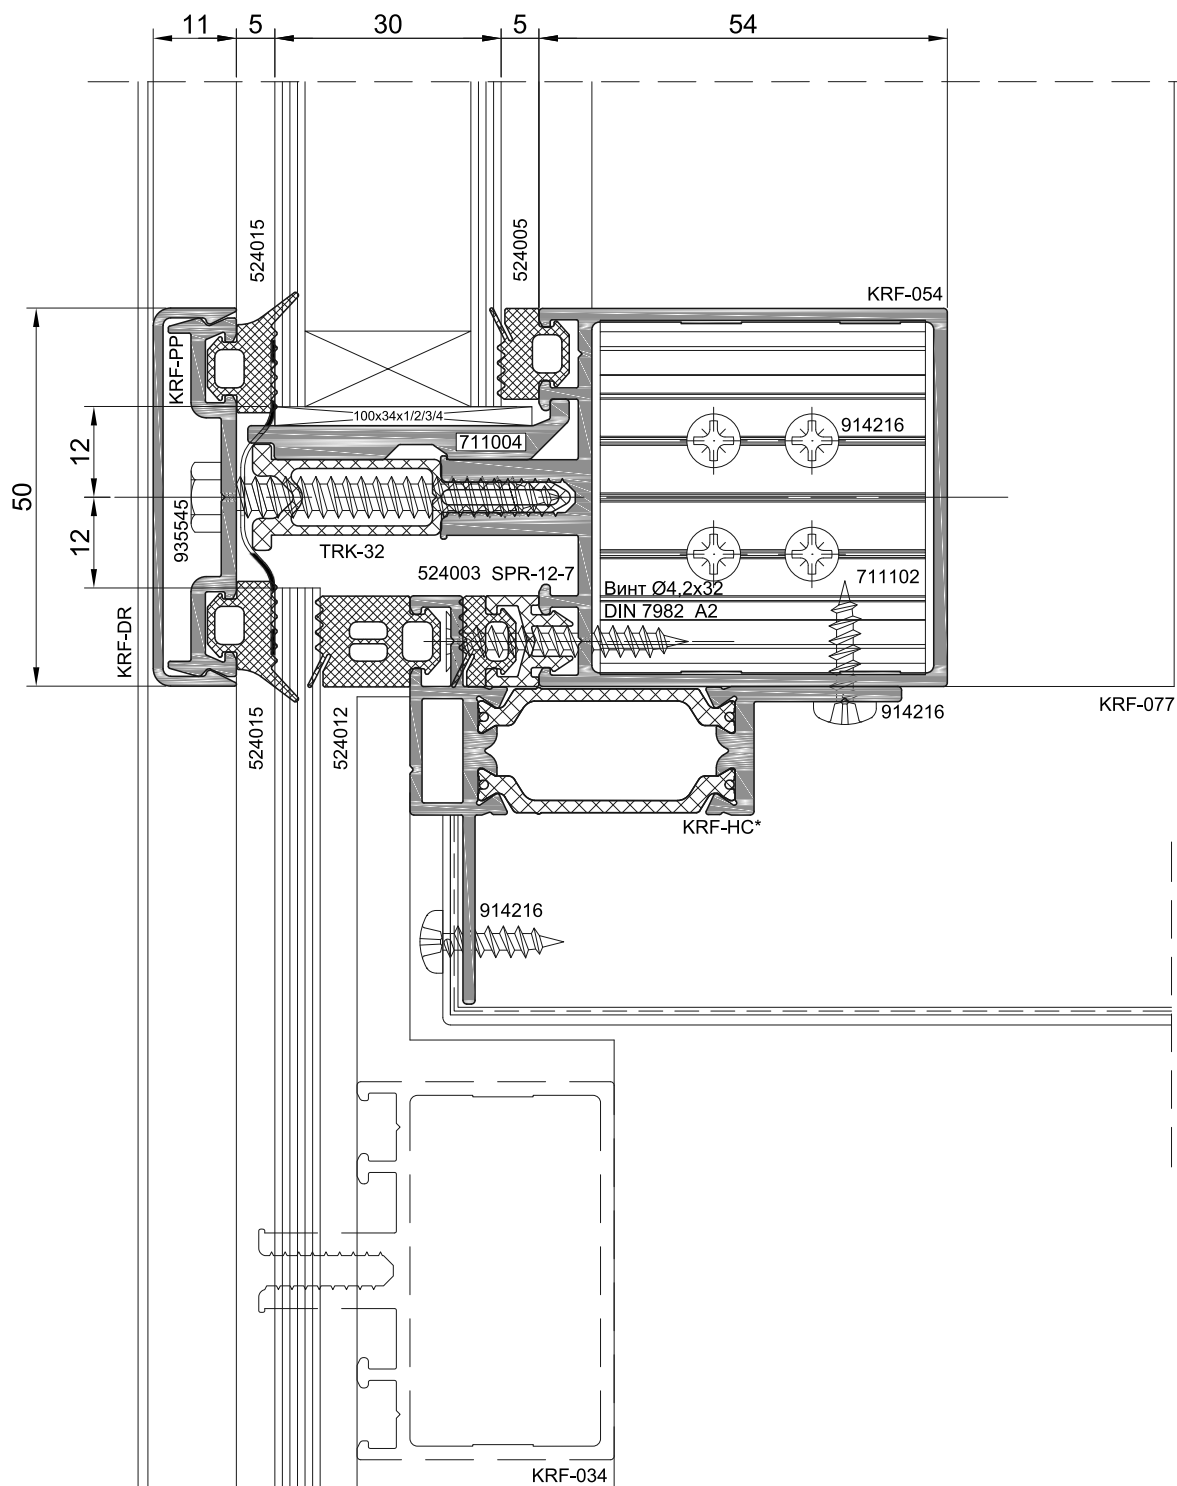 11 5 30 5 54
524015
524005
KRF-054
KRF-PP
100x34x1/2/3/4
711004
914216
12
50
12
935545
TRK-32
524003 SPR-12-7
711102
Винт Ø4,2x32
DIN 7982 A2
KRF-DR
KRF-077
914216
524015
524012
KRF-HC*
914216
KRF-034